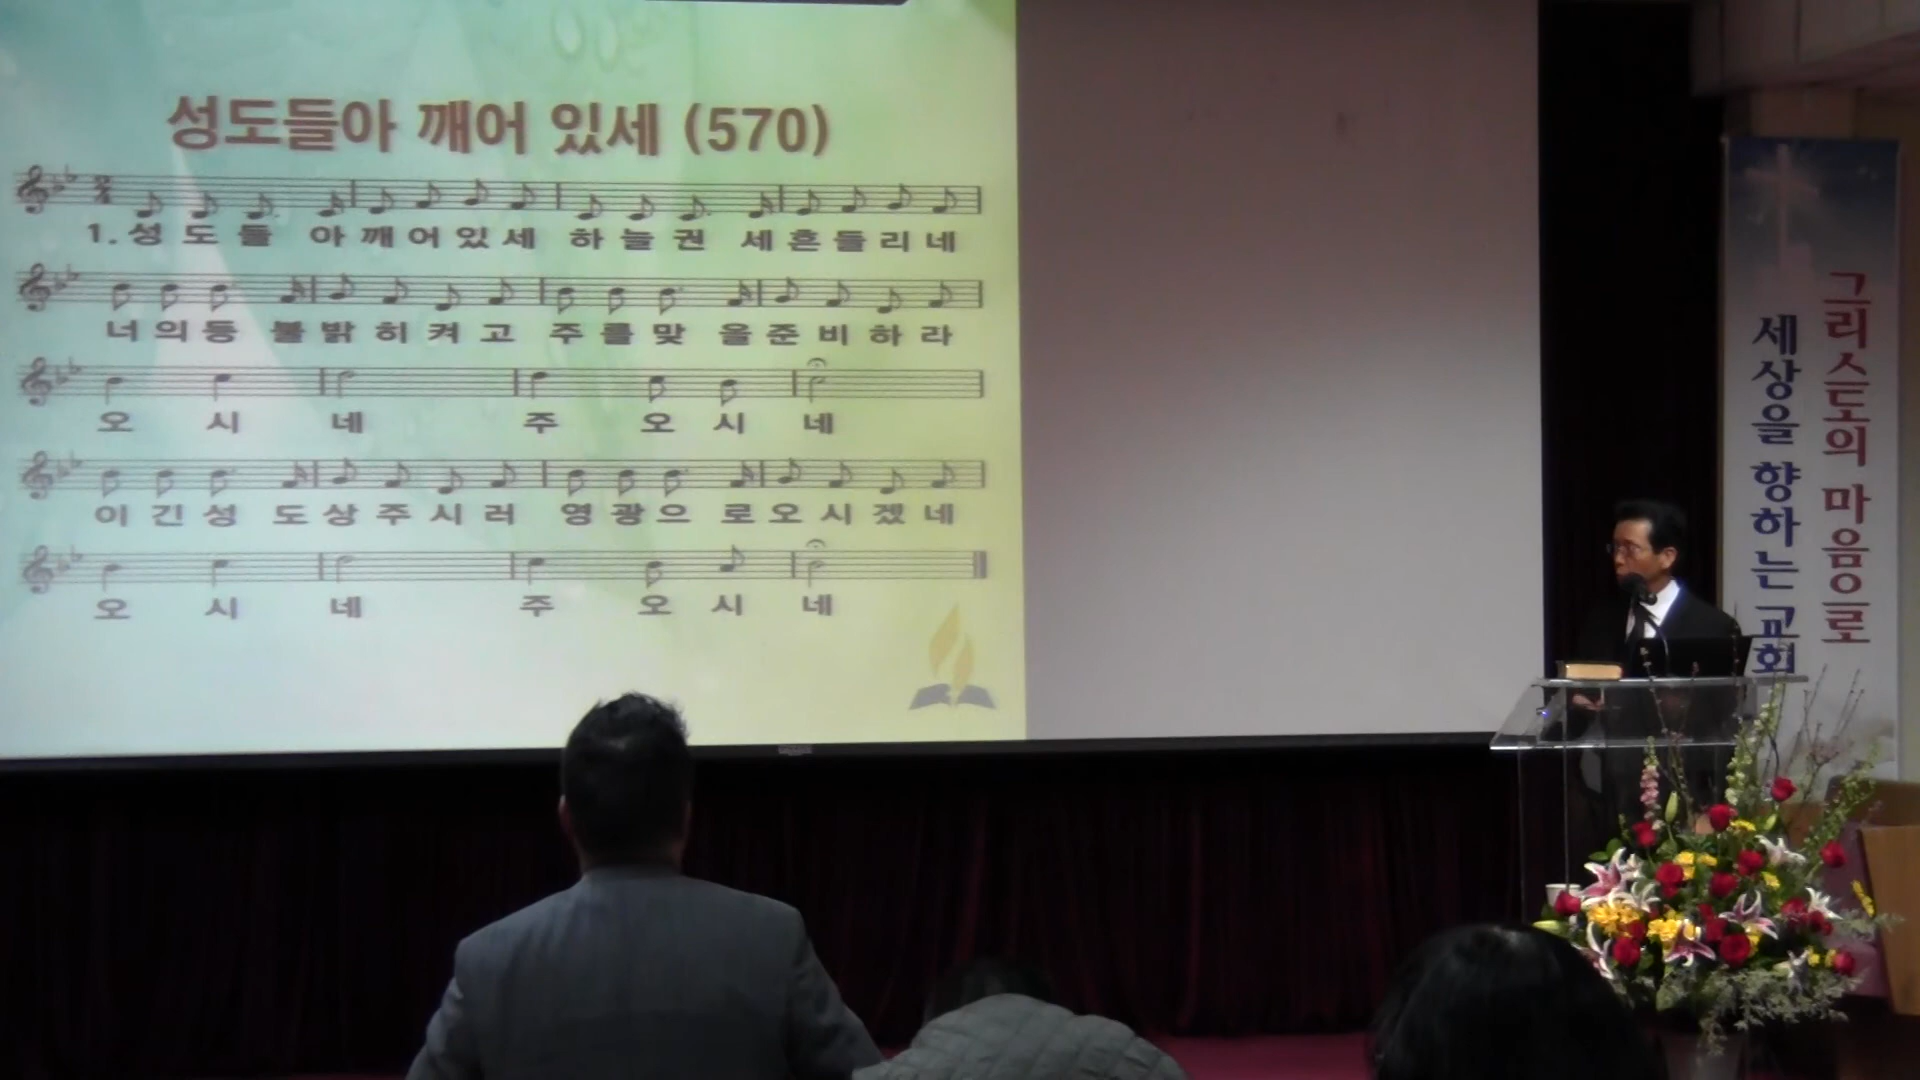 성도들아 깨어 있세 (570)
1. 성 도 들 아 깨 어 있 세 하 늘 권 세 흔 들 리 네
너 의 등 불 밝 히 켜 고 주 를 맞 을 준 비 하 라
오 시 네 주 오 시 네
이 긴 성 도 상 주 시 러 영 광 으 로 오 시 겠 네
오 시 네 주 오 시 네
그리스도의 마음으로
세상을 향하는 교회